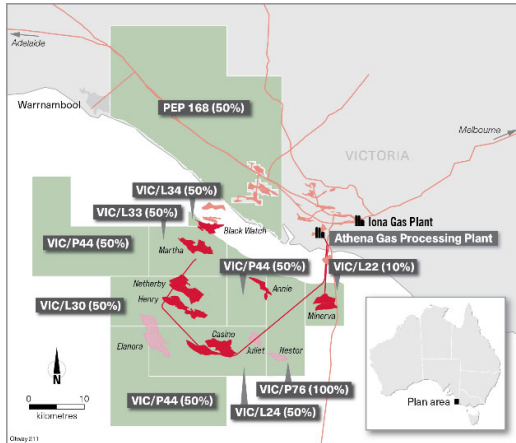 Adelaide
Warrnambool
PEP 168 (50%)
Melbourne
VICTORIA
VIC/L34 (50%)
VIC/L33 (50%)
Iona Gas Plant
Black Watch
Athena Gas Processing Plant
VIC/P44 (50%)
Martha
VIC/P44 (50%)
VIC/L22 (10%)
Netherby
Annie
VIC/L30 (50%)
Henry
Minerva
Casino
Elanora
Juliet
Nestor
N
VIC/P76 (100%)
VIC/P44 (50%)
Plan area
0 10
VIC/L24 (50%)
kilometres
Otway 211